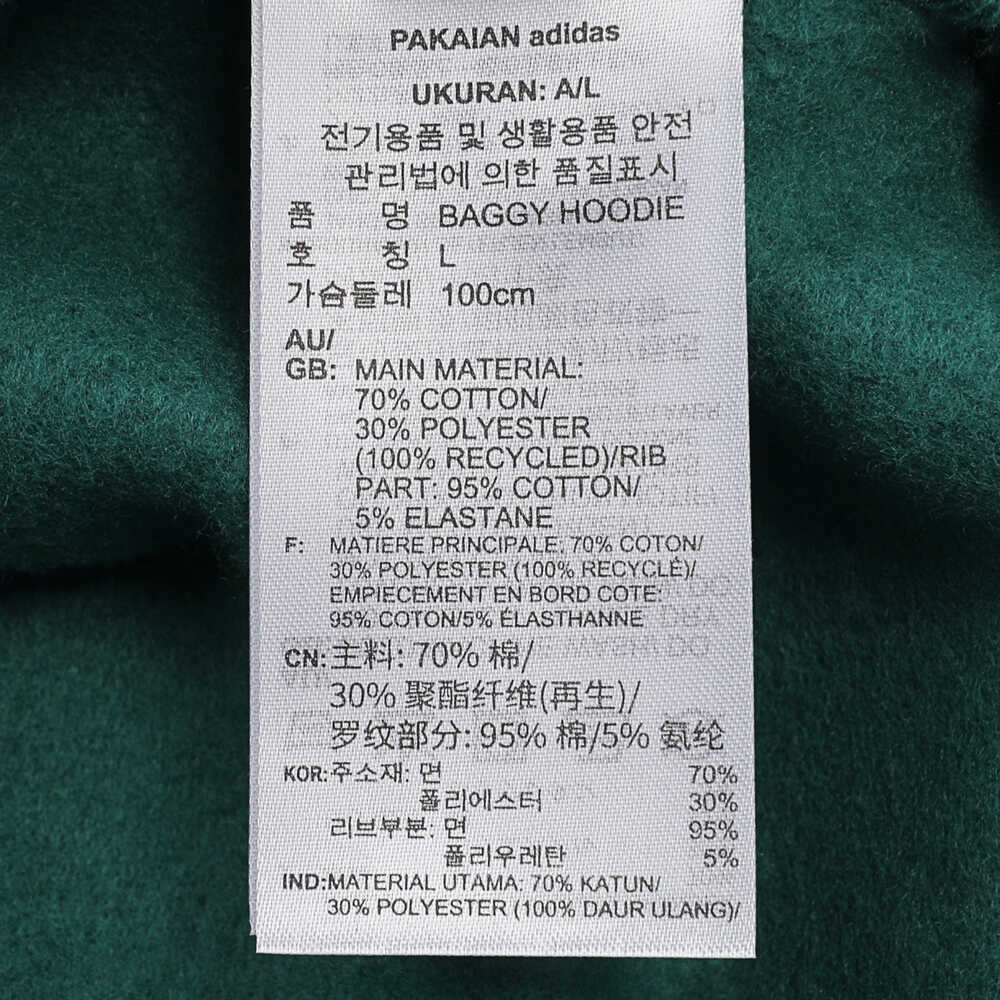 PAKAIAN adidas
UKURAN: A/L
전기용품 및 생활용품 안전
관리법에 의한 품질표시
품 명 BAGGY HOODIE
호 칭 L
가슴둘레 100cm
AU/
GB: MAIN MATERIAL:
70% COTTON/
30% POLYESTER
(100% RECYCLED)/RIB
PART: 95% COTTON/
5% ELASTANE
F: MATIERE PRINCIPALE: 70% COTON/
30% POLYESTER (100% RECYCLÉ)/
EMPIECEMENT EN BORD COTE:
95% COTON/5% ÉLASTHANNE
CN: 主料: 70% 棉/
30% 聚酯纤维(再生)/
罗纹部分: 95% 棉/5% 氨纶
KOR: 주소재: 면 70%
폴리에스터 30%
리브부분: 면 95%
폴리우레탄 5%
IND: MATERIAL UTAMA: 70% KATUN/
30% POLYESTER (100% DAUR ULANG)/